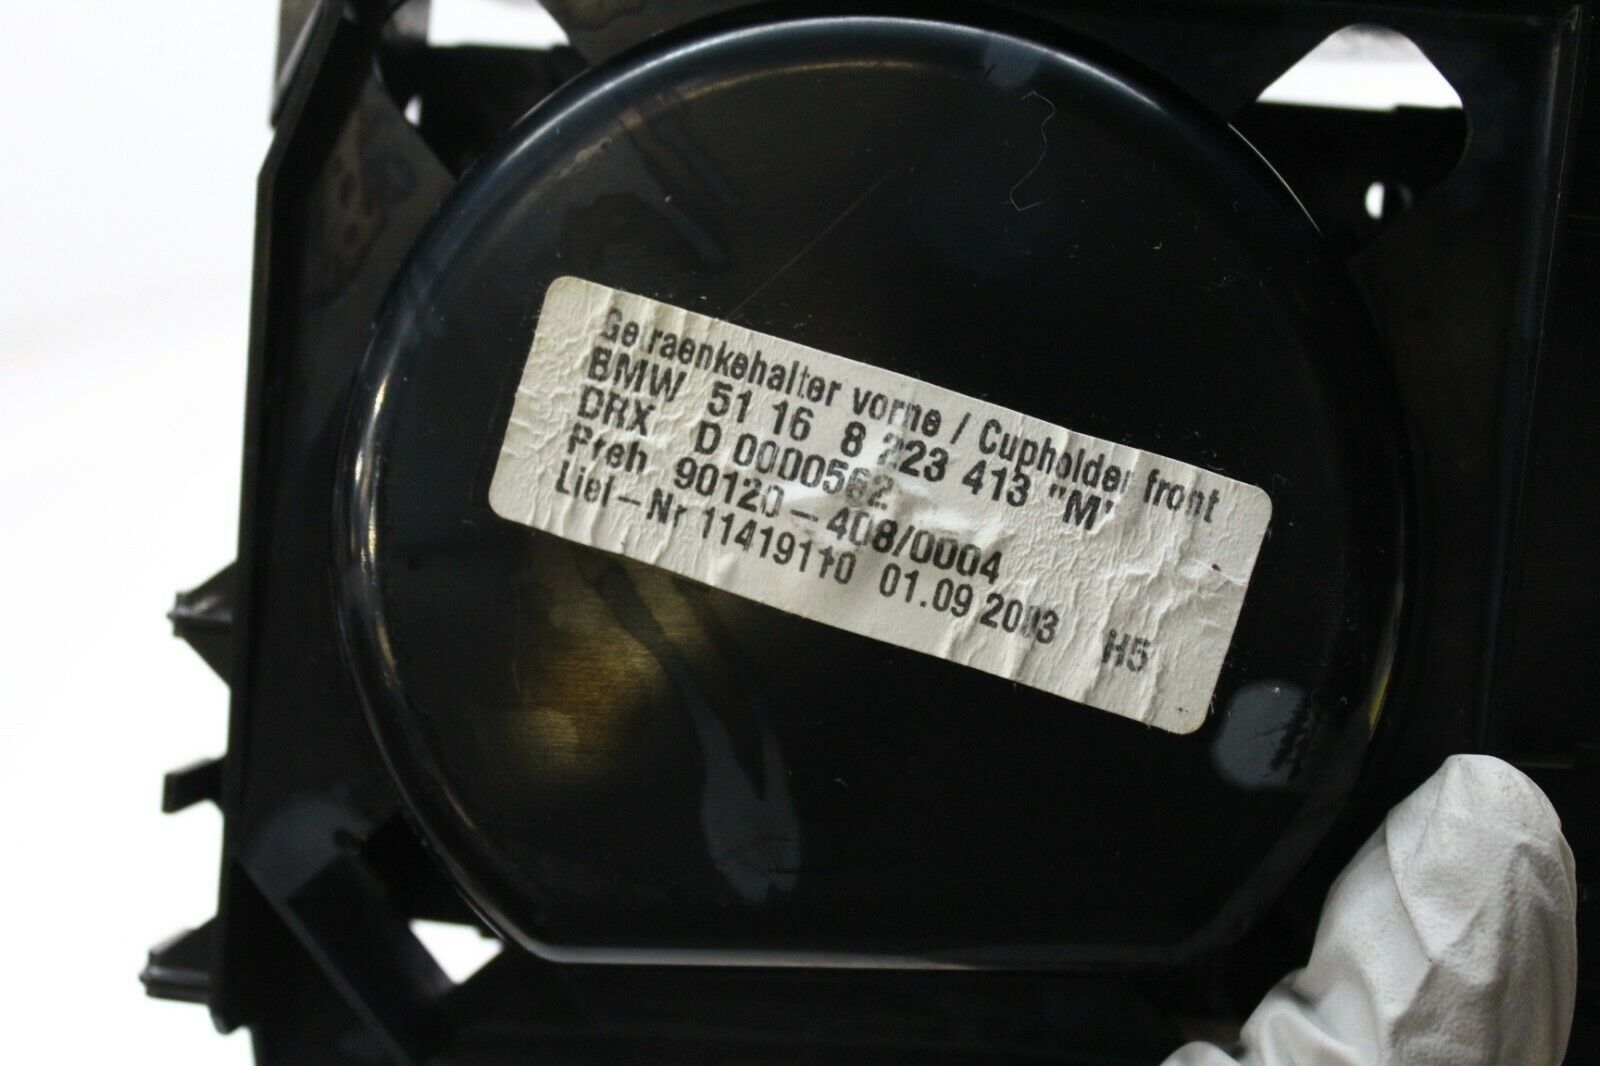 Getraenkehalter vorne / Cupholder front
BMW 51 16 8 223 413 "M"
DRX D 0000562
Preh 90120-408/0004
Lief-Nr 11419110 01.09 2003 H5